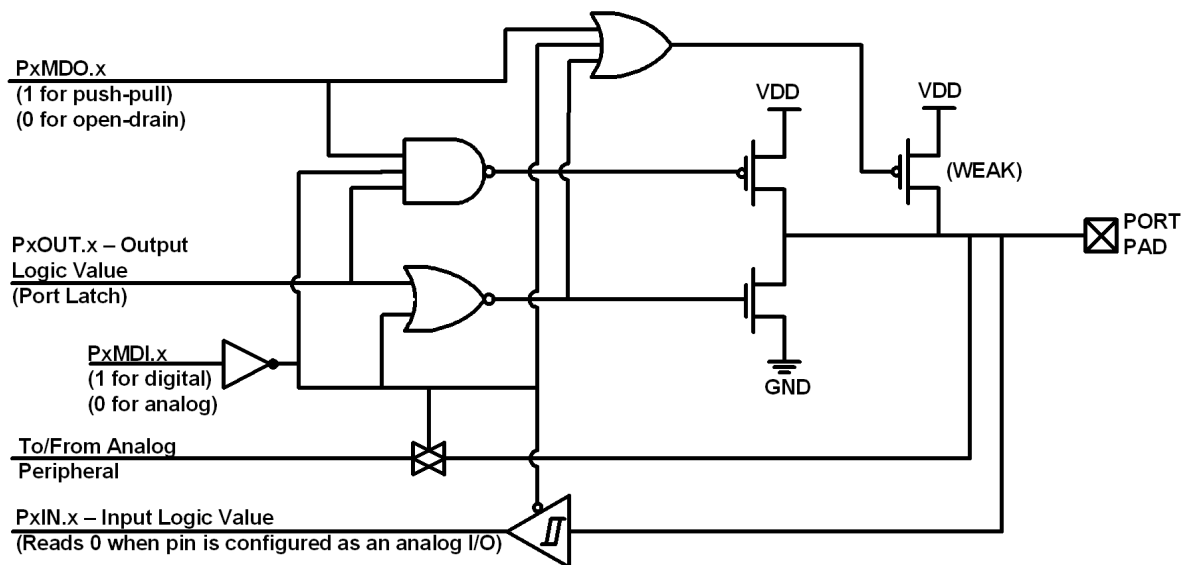 PxMDO.x
(1 for push-pull)
(0 for open-drain)
VDD
VDD
(WEAK)
PORT
PAD
PxOUT.x – Output
Logic Value
(Port Latch)
PxMDI.x
(1 for digital)
(0 for analog)
GND
To/From Analog
Peripheral
PxIN.x – Input Logic Value
(Reads 0 when pin is configured as an analog I/O)